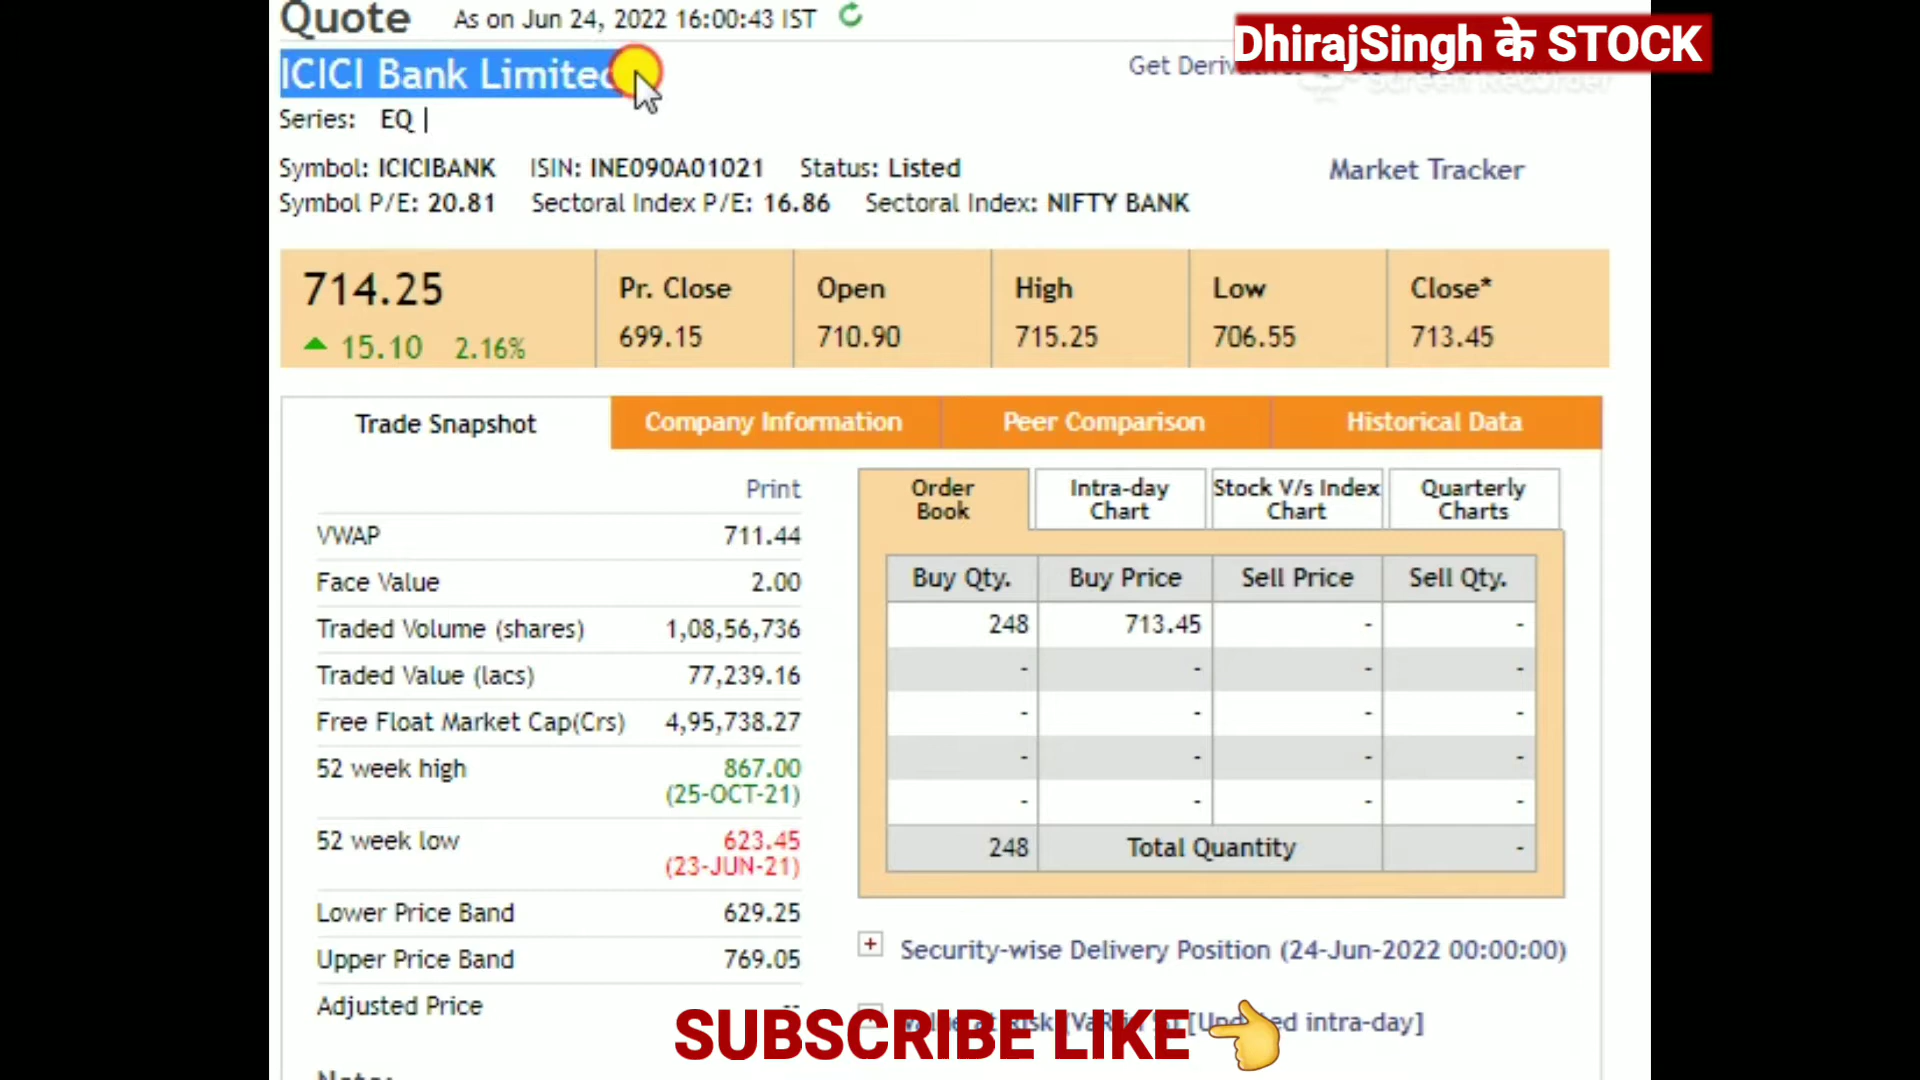 Quote As on Jun 24, 2022 16:00:43 IST
DhirajSingh के STOCK
ICICI Bank Limited
Get
Screen Recorder
Series: EQ |
Symbol: ICICIBANK ISIN: INE090A01021 Status: Listed
Market Tracker
Symbol P/E: 20.81 Sectoral Index P/E: 16.86 Sectoral Index: NIFTY BANK
714.25 Pr. Close Open High Low Close*
15.10 2.16% 699.15 710.90 715.25 706.55 713.45
Trade Snapshot Company Information Peer Comparison Historical Data
Print
VWAP 711.44
Face Value 2.00
Traded Volume (shares) 1,08,56,736
Traded Value (lacs) 77,239.16
Free Float Market Cap(Crs) 4,95,738.27
52 week high 867.00
(25-OCT-21)
52 week low 623.45
(23-JUN-21)
Lower Price Band 629.25
Upper Price Band 769.05
Adjusted Price --
Order Intra-day Stock V/s Index Quarterly
Book Chart Chart Charts
Buy Qty. Buy Price Sell Price Sell Qty.
248 713.45 - -
- - - -
- - - -
- - - -
- - - -
248 Total Quantity -
+ Security-wise Delivery Position (24-Jun-2022 00:00:00)
intra-day]
SUBSCRIBE LIKE